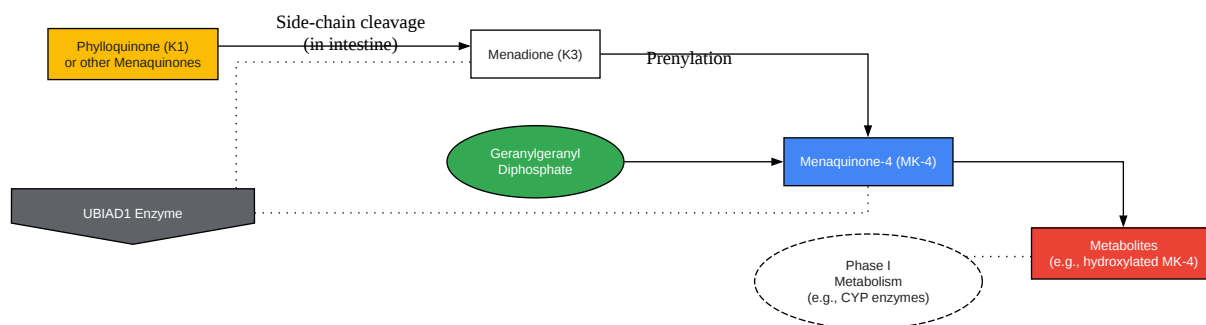 Side-chain cleavage
(in intestine)
Phylloquinone (K1)
or other Menaquinones
Menadione (K3)
Prenylation
Geranylgeranyl
Diphosphate
Menaquinone-4 (MK-4)
UBIAD1 Enzyme
Metabolites
(e.g., hydroxylated MK-4)
Phase I
Metabolism
(e.g., CYP enzymes)